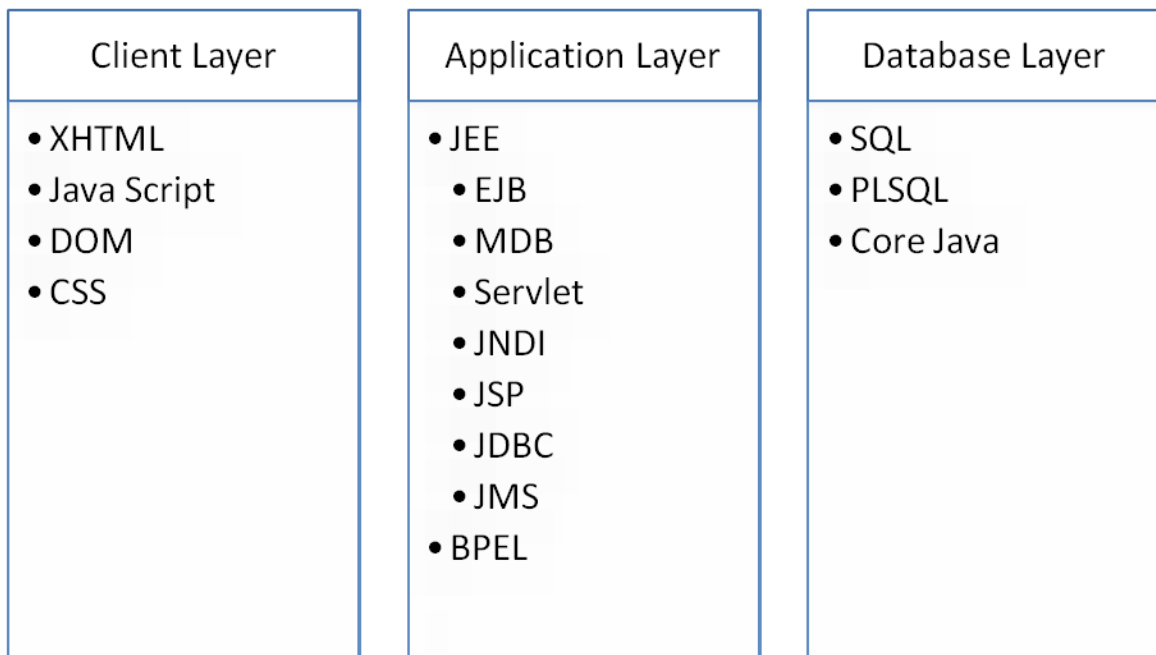 Client Layer
• XHTML
• Java Script
• DOM
• CSS
Application Layer
• JEE
• EJB
• MDB
• Servlet
• JNDI
• JSP
• JDBC
• JMS
• BPEL
Database Layer
• SQL
• PLSQL
• Core Java